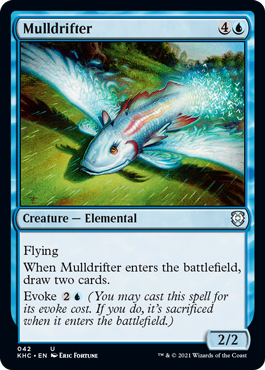 Mulldrifter 4
Creature — Elemental
Flying
When Mulldrifter enters the battlefield,
draw two cards.
Evoke 2 (You may cast this spell for
its evoke cost. If you do, it's sacrificed
when it enters the battlefield.)
2/2
042 U
KHC • EN Eric Fortune
™ & © 2021 Wizards of the Coast